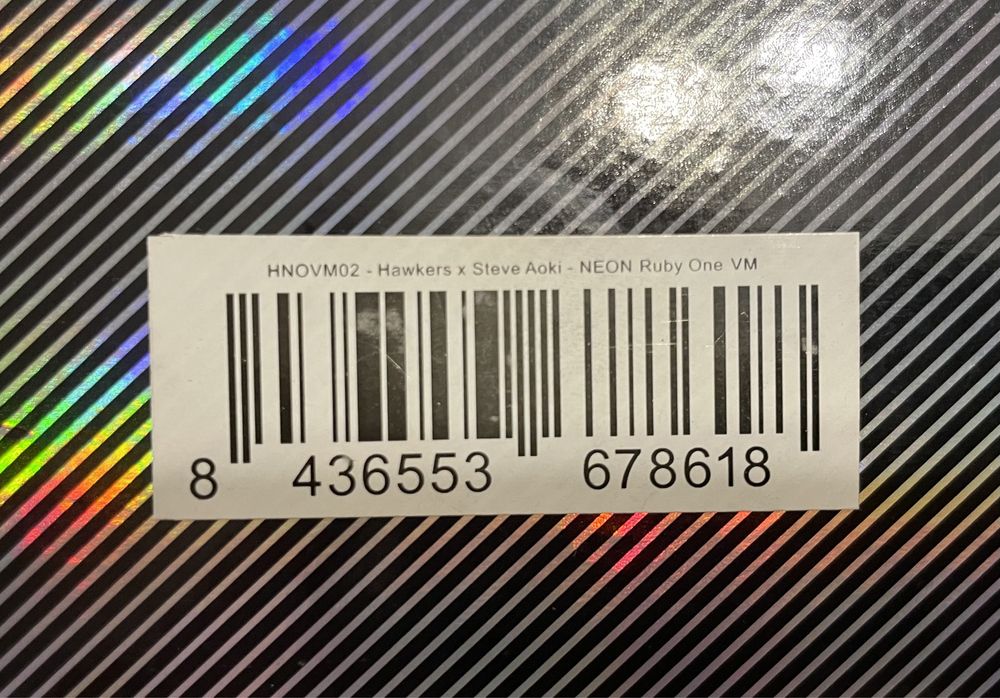 HNOVM02 - Hawkers x Steve Aoki - NEON Ruby One VM
8 436553 678618